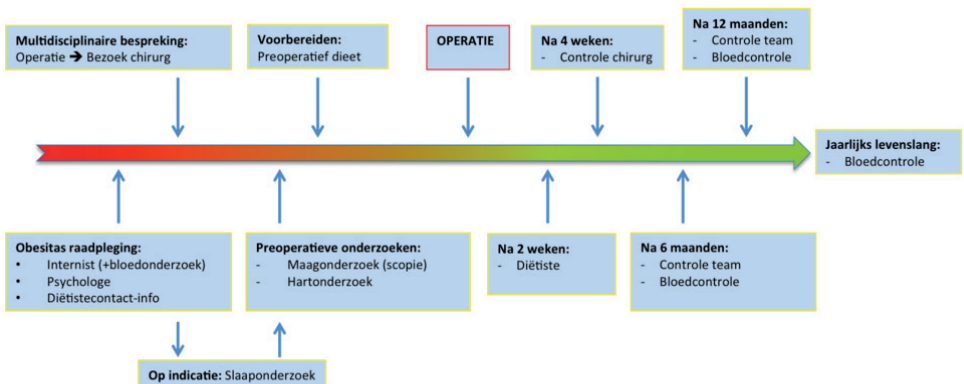 Multidisciplinaire bespreking:
Operatie → Bezoek chirurg
Voorbereiden:
Preoperatief dieet
OPERATIE
Na 4 weken:
- Controle chirurg
Na 12 maanden:
- Controle team
- Bloedcontrole
Jaarlijks levenslang:
- Bloedcontrole
Obesitas raadpleging:
• Internist (+bloedonderzoek)
• Psychologe
• Diëtistecontact-info
Preoperatieve onderzoeken:
- Maagonderzoek (scopie)
- Hartonderzoek
Na 2 weken:
- Diëtiste
Na 6 maanden:
- Controle team
- Bloedcontrole
Op indicatie: Slaaponderzoek